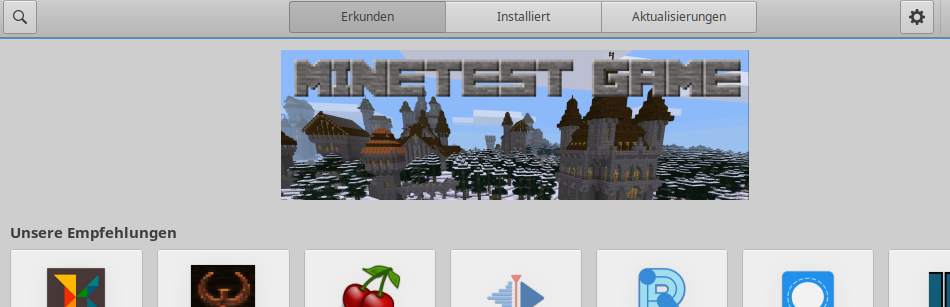 Erkunden
Installiert
Aktualisierungen
MINETEST GAME
Unsere Empfehlungen